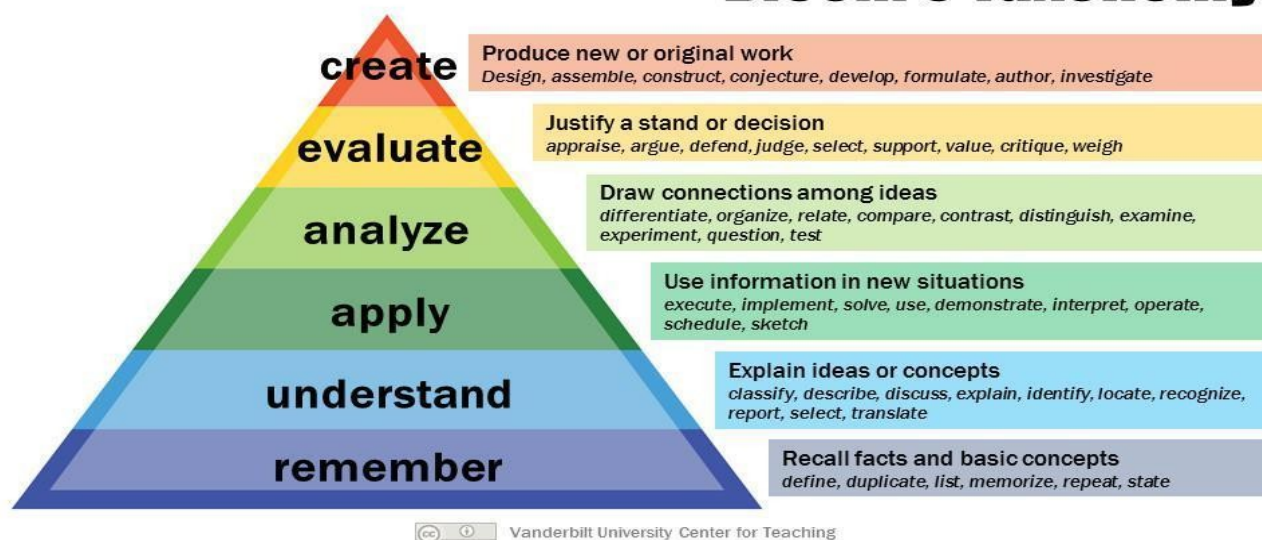 create
Produce new or original work
Design, assemble, construct, conjecture, develop, formulate, author, investigate
evaluate
Justify a stand or decision
appraise, argue, defend, judge, select, support, value, critique, weigh
analyze
Draw connections among ideas
differentiate, organize, relate, compare, contrast, distinguish, examine,
experiment, question, test
apply
Use information in new situations
execute, implement, solve, use, demonstrate, interpret, operate,
schedule, sketch
understand
Explain ideas or concepts
classify, describe, discuss, explain, identify, locate, recognize,
report, select, translate
remember
Recall facts and basic concepts
define, duplicate, list, memorize, repeat, state
cc Vanderbilt University Center for Teaching